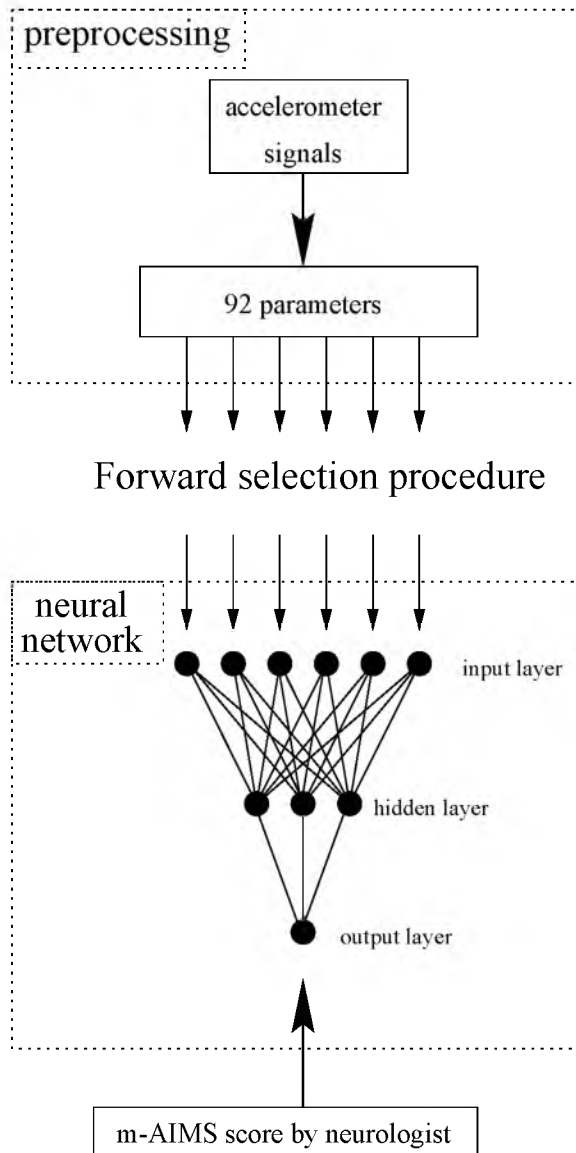 preprocessing
accelerometer
signals
92 parameters
Forward selection procedure
neural
network
input layer
hidden layer
output layer
m-AIMS score by neurologist